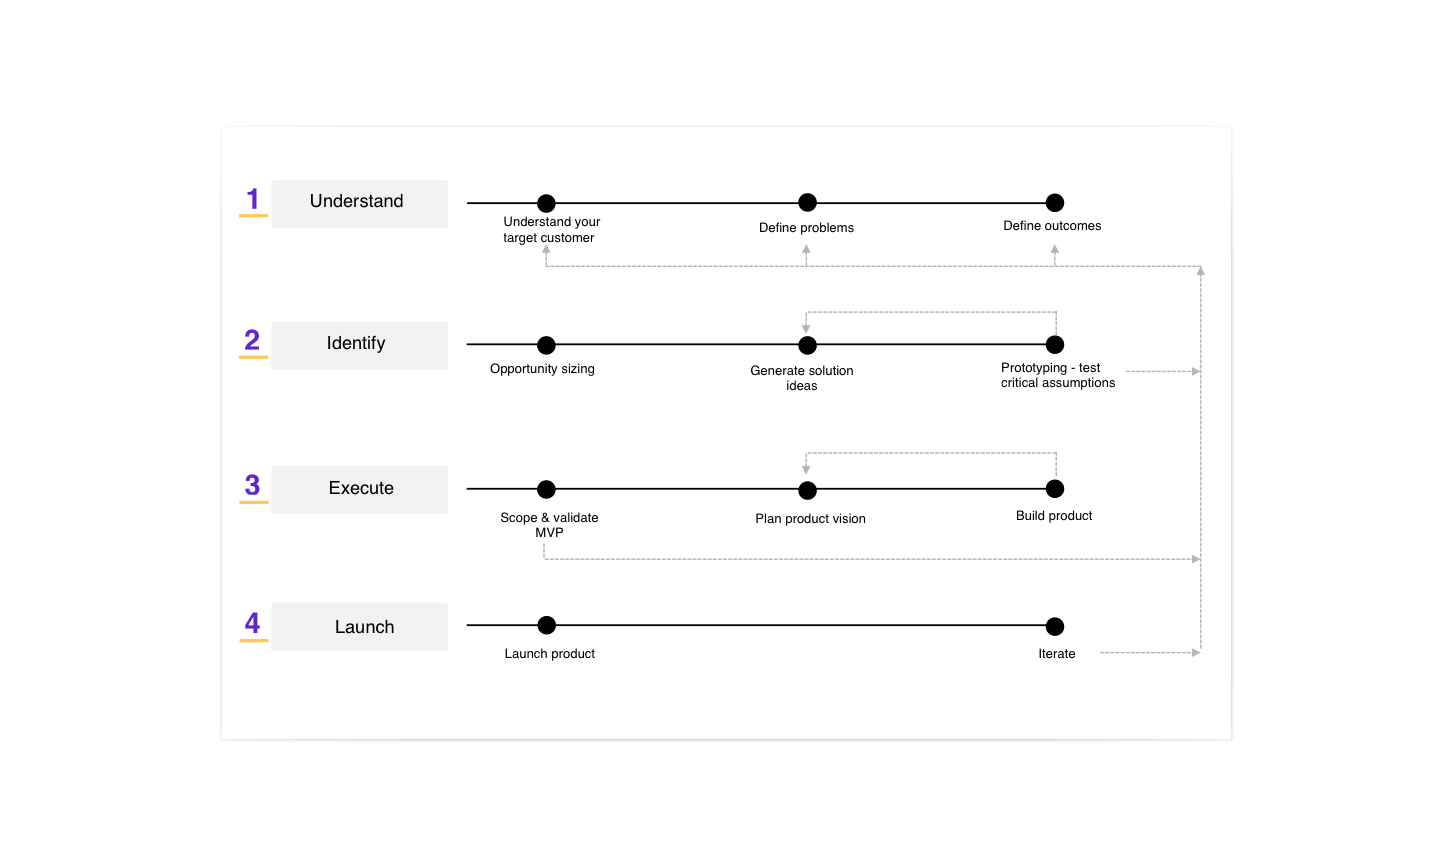 1
Understand
Understand your
target customer
Define problems
Define outcomes
2
Identify
Opportunity sizing
Generate solution
ideas
Prototyping - test
critical assumptions
3
Execute
Scope & validate
MVP
Plan product vision
Build product
4
Launch
Launch product
Iterate